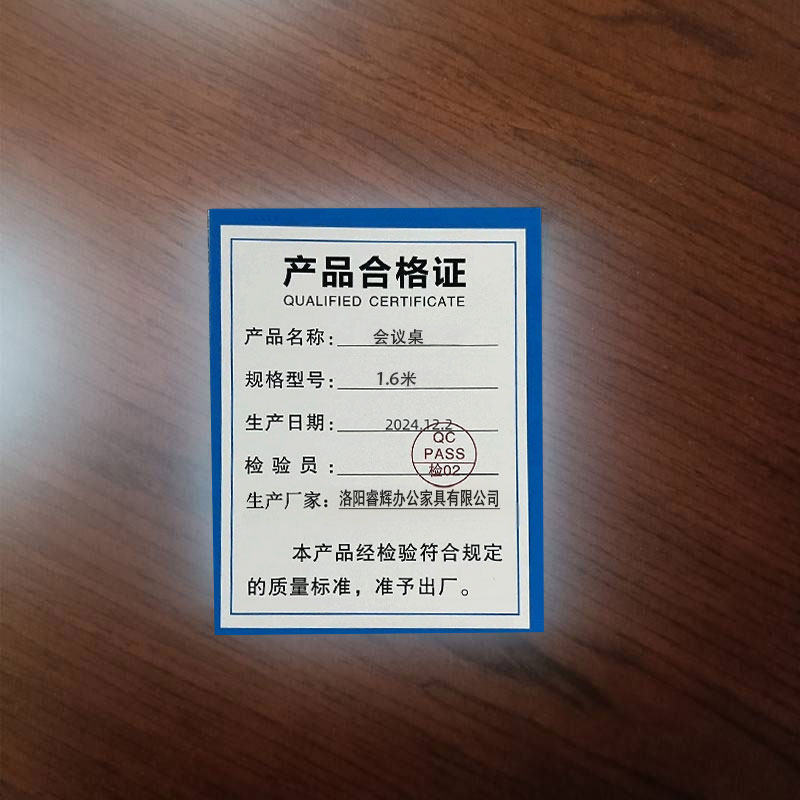 产品合格证
QUALIFIED CERTIFICATE
产品名称：会议桌
规格型号：1.6米
生产日期：2024.12.2
QC
PASS
检验员：检02
生产厂家：洛阳睿辉办公家具有限公司
本产品经检验符合规定
的质量标准，准予出厂。